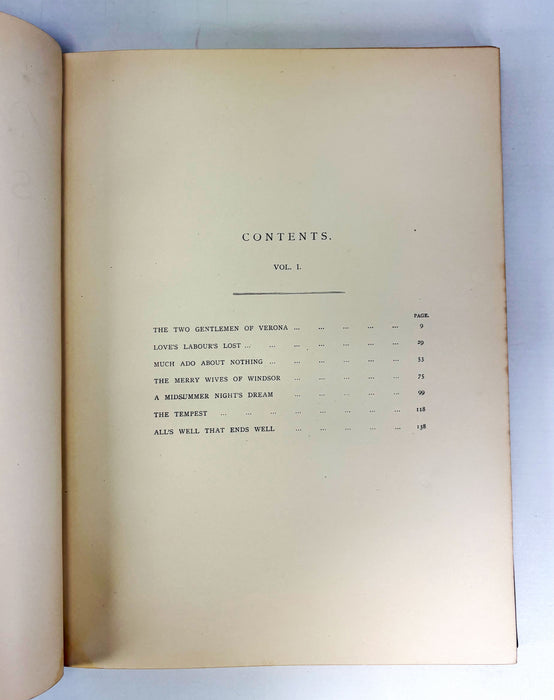 CONTENTS.
VOL. I.
PAGE.
THE TWO GENTLEMEN OF VERONA ... ... ... ... ... 9
LOVE'S LABOUR'S LOST ... ... ... ... ... ... ... 29
MUCH ADO ABOUT NOTHING ... ... ... ... ... ... 53
THE MERRY WIVES OF WINDSOR ... ... ... ... ... 75
A MIDSUMMER NIGHT'S DREAM ... ... ... ... ... 99
THE TEMPEST ... ... ... ... ... ... ... ... 118
ALL'S WELL THAT ENDS WELL ... ... ... ... ... 138